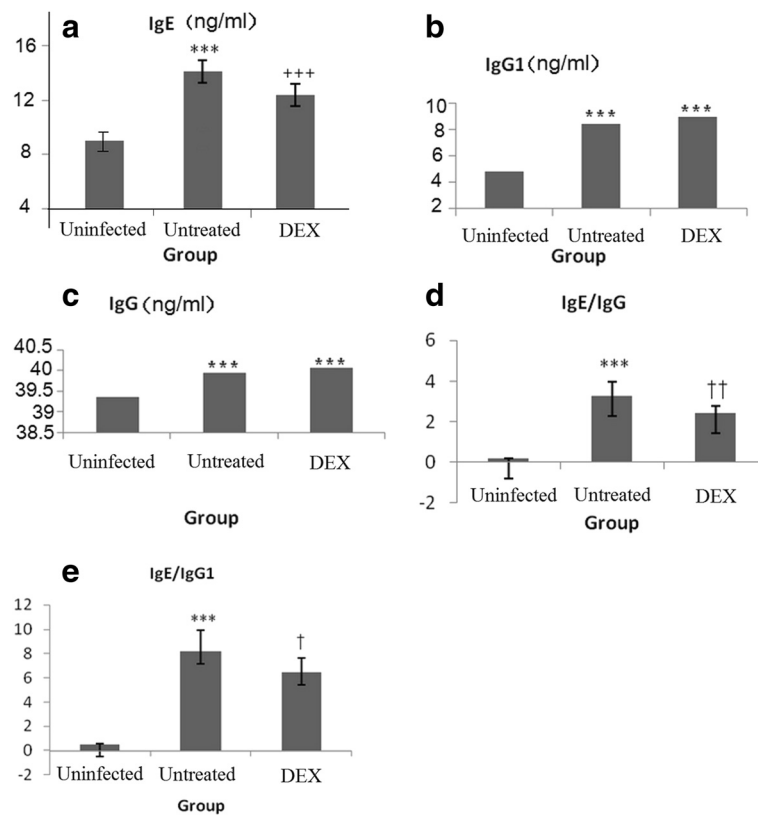 a
IgE (ng/ml)
16
12
8
4
***
+++
Uninfected Untreated DEX
Group
b
IgG1(ng/ml)
10
8
6
4
2
***
***
Uninfected Untreated DEX
Group
c
IgG (ng/ml)
40.5
40
39.5
39
38.5
***
***
Uninfected Untreated DEX
Group
d
IgE/IgG
6
4
2
0
-2
***
††
Uninfected Untreated DEX
Group
e
IgE/IgG1
12
10
8
6
4
2
0
-2
***
†
Uninfected Untreated DEX
Group